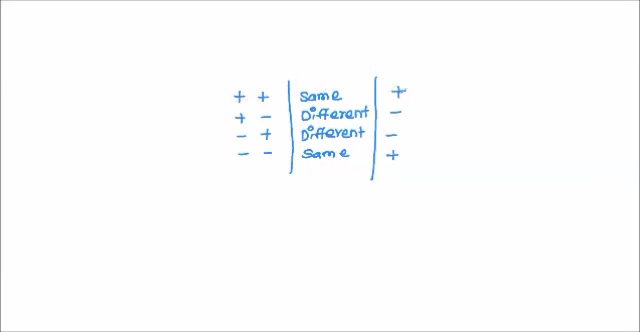 + + | Same | +
+ - | Different | -
- + | Different | -
- - | Same | +